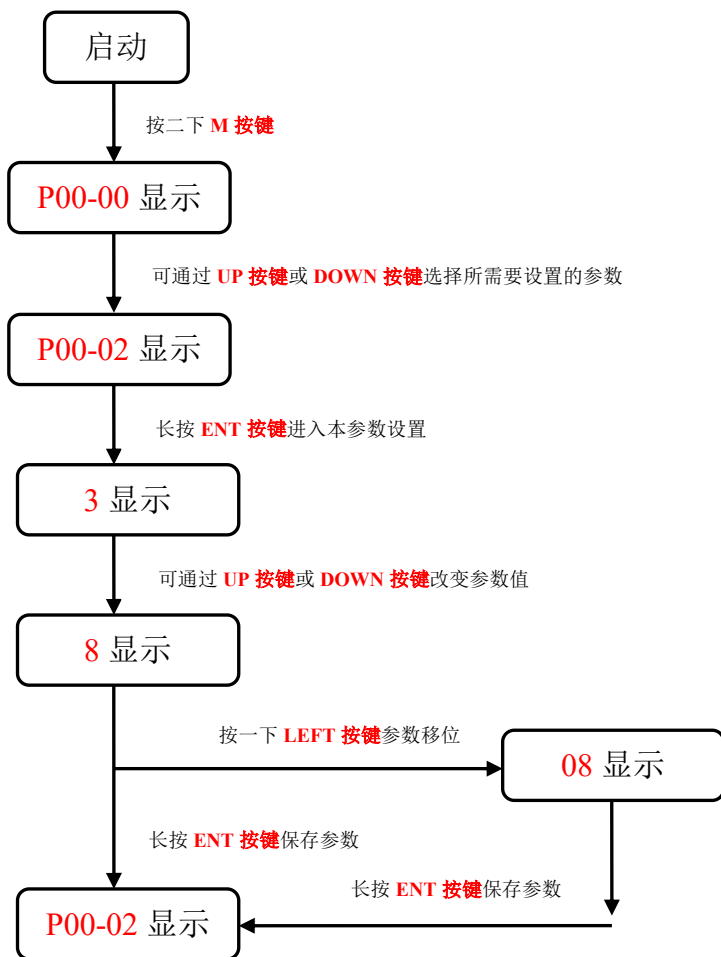 启动
按二下 M 按键
P00-00 显示
可通过 UP 按键或 DOWN 按键选择所需要设置的参数
P00-02 显示
长按 ENT 按键进入本参数设置
3 显示
可通过 UP 按键或 DOWN 按键改变参数值
8 显示
按一下 LEFT 按键参数移位
08 显示
长按 ENT 按键保存参数
长按 ENT 按键保存参数
P00-02 显示